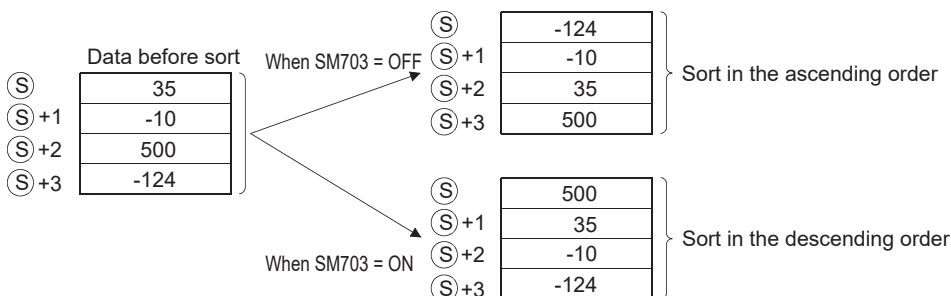 Data before sort
Ⓢ 35
Ⓢ+1 -10
Ⓢ+2 500
Ⓢ+3 -124
When SM703 = OFF
Ⓢ -124
Ⓢ+1 -10
Ⓢ+2 35
Ⓢ+3 500
Sort in the ascending order
When SM703 = ON
Ⓢ 500
Ⓢ+1 35
Ⓢ+2 -10
Ⓢ+3 -124
Sort in the descending order